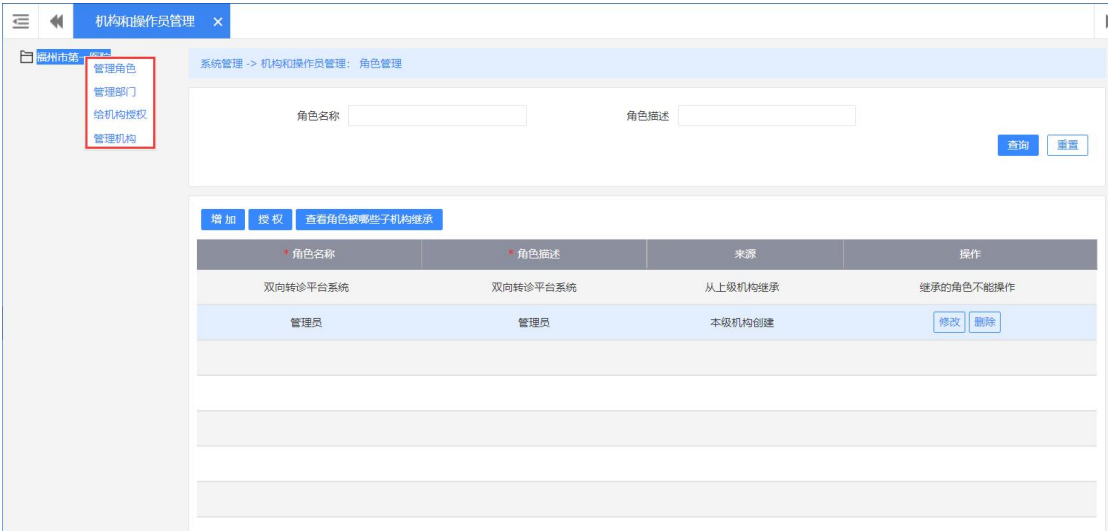 机构和操作员管理 ×
福州市第一医院
管理角色
管理部门
给机构授权
管理机构
系统管理 -> 机构和操作员管理： 角色管理
角色名称
角色描述
查询 重置
增加 授权 查看角色被哪些子机构继承
*角色名称 *角色描述 来源 操作
双向转诊平台系统 双向转诊平台系统 从上级机构继承 继承的角色不能操作
管理员 管理员 本级机构创建 修改 删除